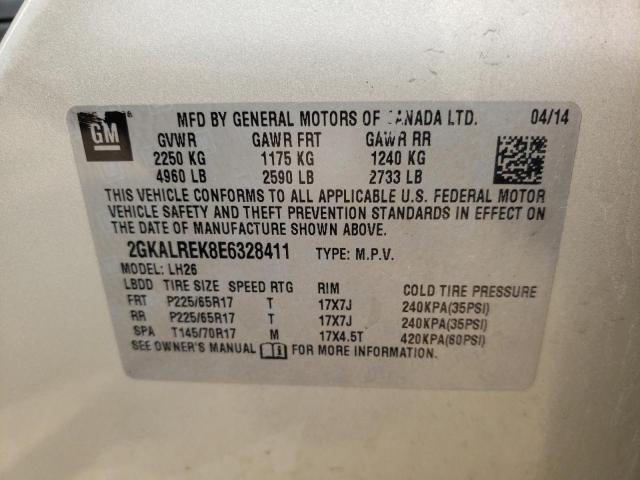 GM
MFD BY GENERAL MOTORS OF CANADA LTD. 04/14
GVWR GAWR FRT GAWR RR
2250 KG 1175 KG 1240 KG
4960 LB 2590 LB 2733 LB
THIS VEHICLE CONFORMS TO ALL APPLICABLE U.S. FEDERAL MOTOR
VEHICLE SAFETY AND THEFT PREVENTION STANDARDS IN EFFECT ON
THE DATE OF MANUFACTURE SHOWN ABOVE.
2GKALREK8E6328411 TYPE: M.P.V.
MODEL: LH26
LBDD TIRE SIZE SPEED RTG RIM COLD TIRE PRESSURE
FRT P225/65R17 T 17X7J 240KPA(35PSI)
RR P225/65R17 T 17X7J 240KPA(35PSI)
SPA T145/70R17 M 17X4.5T 420KPA(60PSI)
SEE OWNER'S MANUAL FOR MORE INFORMATION.